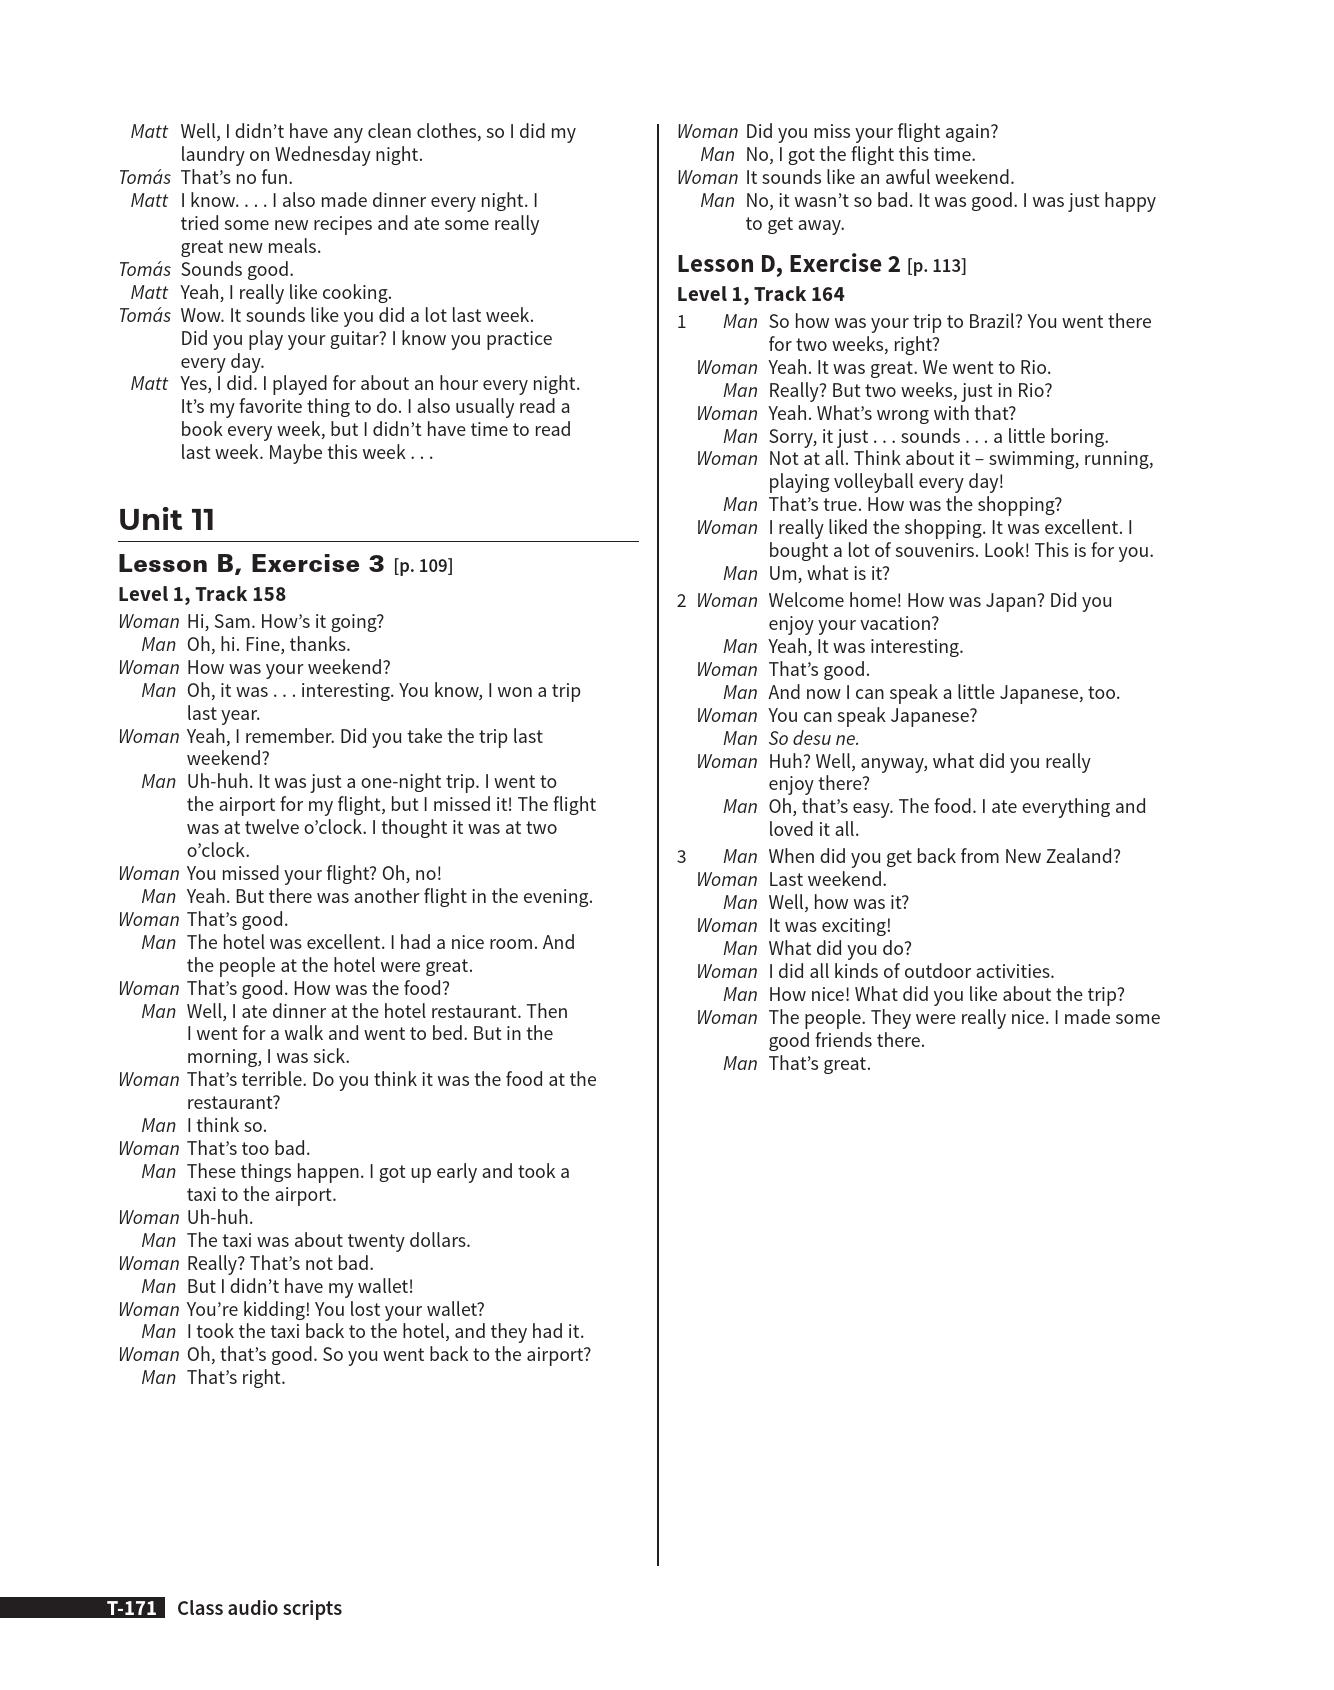 Matt Well, I didn’t have any clean clothes, so I did my
laundry on Wednesday night.
Tomás That’s no fun.
Matt I know. . . . I also made dinner every night. I
tried some new recipes and ate some really
great new meals.
Tomás Sounds good.
Matt Yeah, I really like cooking.
Tomás Wow. It sounds like you did a lot last week.
Did you play your guitar? I know you practice
every day.
Matt Yes, I did. I played for about an hour every night.
It’s my favorite thing to do. I also usually read a
book every week, but I didn’t have time to read
last week. Maybe this week . . .
Unit 11
Lesson B, Exercise 3 [p. 109]
Level 1, Track 158
Woman Hi, Sam. How’s it going?
Man Oh, hi. Fine, thanks.
Woman How was your weekend?
Man Oh, it was . . . interesting. You know, I won a trip
last year.
Woman Yeah, I remember. Did you take the trip last
weekend?
Man Uh-huh. It was just a one-night trip. I went to
the airport for my flight, but I missed it! The flight
was at twelve o’clock. I thought it was at two
o’clock.
Woman You missed your flight? Oh, no!
Man Yeah. But there was another flight in the evening.
Woman That’s good.
Man The hotel was excellent. I had a nice room. And
the people at the hotel were great.
Woman That’s good. How was the food?
Man Well, I ate dinner at the hotel restaurant. Then
I went for a walk and went to bed. But in the
morning, I was sick.
Woman That’s terrible. Do you think it was the food at the
restaurant?
Man I think so.
Woman That’s too bad.
Man These things happen. I got up early and took a
taxi to the airport.
Woman Uh-huh.
Man The taxi was about twenty dollars.
Woman Really? That’s not bad.
Man But I didn’t have my wallet!
Woman You’re kidding! You lost your wallet?
Man I took the taxi back to the hotel, and they had it.
Woman Oh, that’s good. So you went back to the airport?
Man That’s right.
Woman Did you miss your flight again?
Man No, I got the flight this time.
Woman It sounds like an awful weekend.
Man No, it wasn’t so bad. It was good. I was just happy
to get away.
Lesson D, Exercise 2 [p. 113]
Level 1, Track 164
1 Man So how was your trip to Brazil? You went there
for two weeks, right?
Woman Yeah. It was great. We went to Rio.
Man Really? But two weeks, just in Rio?
Woman Yeah. What’s wrong with that?
Man Sorry, it just . . . sounds . . . a little boring.
Woman Not at all. Think about it – swimming, running,
playing volleyball every day!
Man That’s true. How was the shopping?
Woman I really liked the shopping. It was excellent. I
bought a lot of souvenirs. Look! This is for you.
Man Um, what is it?
2 Woman Welcome home! How was Japan? Did you
enjoy your vacation?
Man Yeah, It was interesting.
Woman That’s good.
Man And now I can speak a little Japanese, too.
Woman You can speak Japanese?
Man So desu ne.
Woman Huh? Well, anyway, what did you really
enjoy there?
Man Oh, that’s easy. The food. I ate everything and
loved it all.
3 Man When did you get back from New Zealand?
Woman Last weekend.
Man Well, how was it?
Woman It was exciting!
Man What did you do?
Woman I did all kinds of outdoor activities.
Man How nice! What did you like about the trip?
Woman The people. They were really nice. I made some
good friends there.
Man That’s great.
T-171 Class audio scripts